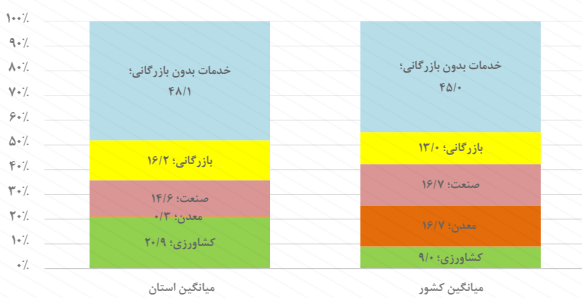 ۱۰۰٪
۹۰٪
۸۰٪
۷۰٪
۶۰٪
۵۰٪
۴۰٪
۳۰٪
۲۰٪
۱۰٪
۰٪
خدمات بدون بازرگانی؛
۴۵/۰
بازرگانی؛ ۱۳/۰
صنعت؛ ۱۶/۷
معدن؛ ۱۶/۷
کشاورزی؛ ۹/۰
میانگین کشور
خدمات بدون بازرگانی؛
۴۸/۱
بازرگانی؛ ۱۶/۲
صنعت؛ ۱۴/۶
معدن؛ ۰/۳
کشاورزی؛ ۲۰/۹
میانگین استان